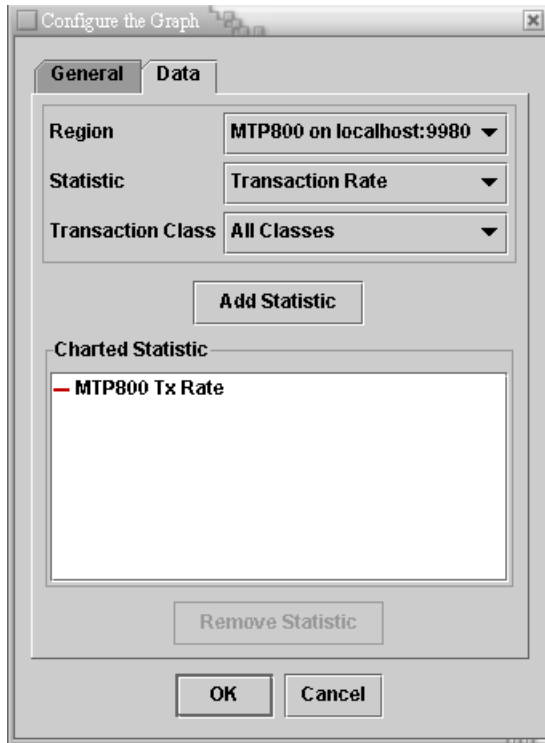 Configure the Graph
General Data
Region MTP800 on localhost:9980
Statistic Transaction Rate
Transaction Class All Classes
Add Statistic
Charted Statistic
MTP800 Tx Rate
Remove Statistic
OK Cancel